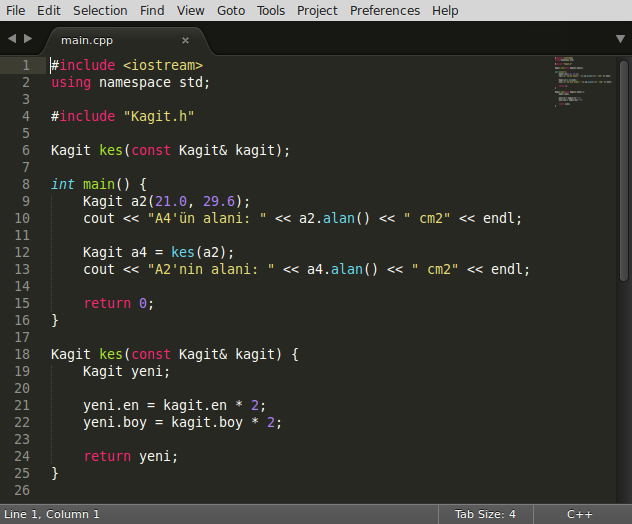 File Edit Selection Find View Goto Tools Project Preferences Help
main.cpp ×
1 #include <iostream>
2 using namespace std;
3
4 #include "Kagit.h"
5
6 Kagit kes(const Kagit& kagit);
7
8 int main() {
9 Kagit a2(21.0, 29.6);
10 cout << "A4'ün alani: " << a2.alan() << " cm2" << endl;
11
12 Kagit a4 = kes(a2);
13 cout << "A2'nin alani: " << a4.alan() << " cm2" << endl;
14
15 return 0;
16 }
17
18 Kagit kes(const Kagit& kagit) {
19 Kagit yeni;
20
21 yeni.en = kagit.en * 2;
22 yeni.boy = kagit.boy * 2;
23
24 return yeni;
25 }
26
Line 1, Column 1 Tab Size: 4 C++